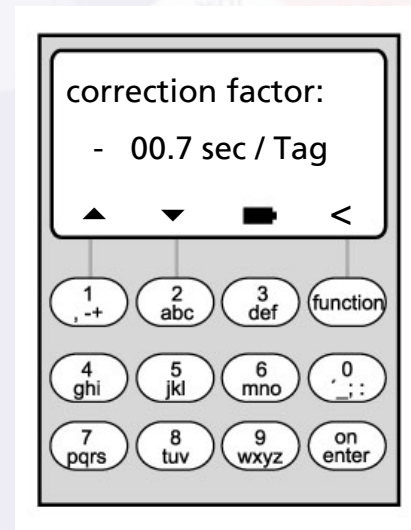 correction factor:
- 00.7 sec / Tag
<
1
, -+
2
abc
3
def
function
4
ghi
5
jkl
6
mno
0
´_; :
7
pqrs
8
tuv
9
wxyz
on
enter